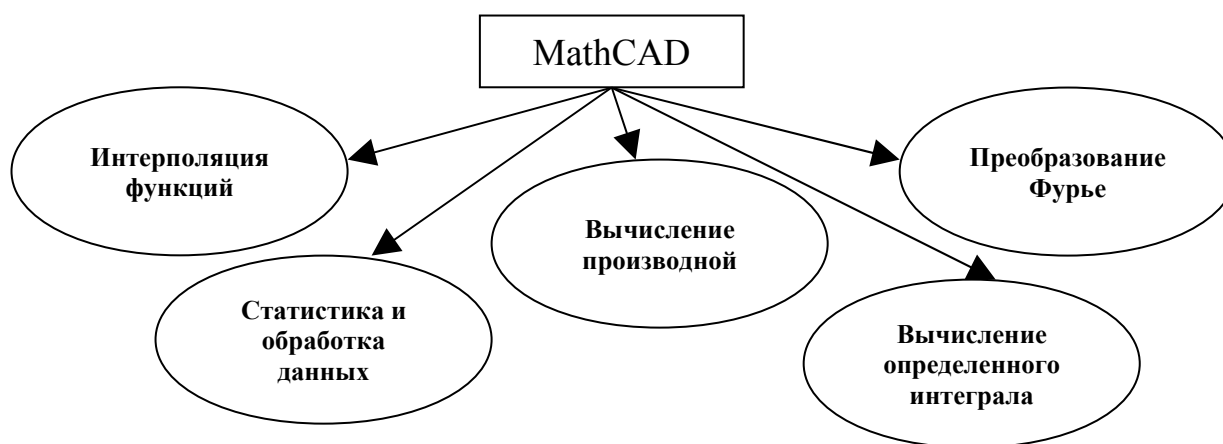 MathCAD
Интерполяция
функций
Преобразование
Фурье
Вычисление
производной
Статистика и
обработка
данных
Вычисление
определенного
интеграла